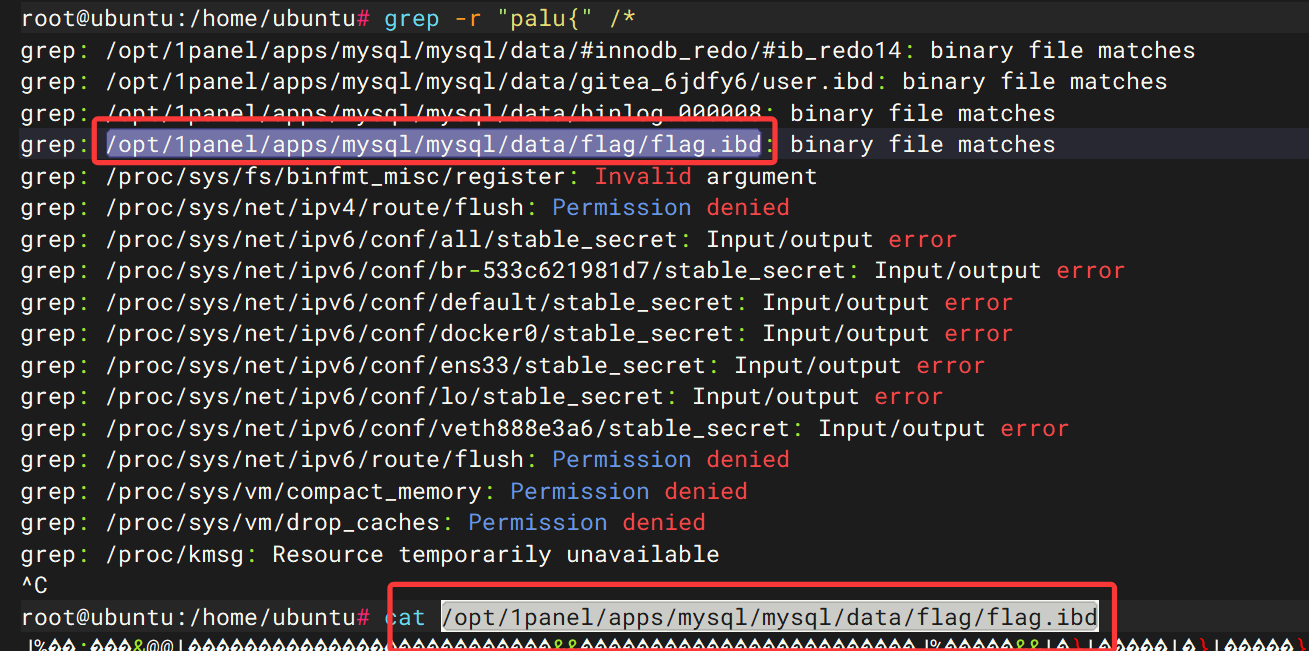 root@ubuntu:/home/ubuntu# grep -r "palu{" /*
grep: /opt/1panel/apps/mysql/mysql/data/#innodb_redo/#ib_redo14: binary file matches
grep: /opt/1panel/apps/mysql/mysql/data/gitea_6jdfy6/user.ibd: binary file matches
grep: /opt/1panel/apps/mysql/mysql/data/binlog.000008: binary file matches
grep: /opt/1panel/apps/mysql/mysql/data/flag/flag.ibd: binary file matches
grep: /proc/sys/fs/binfmt_misc/register: Invalid argument
grep: /proc/sys/net/ipv4/route/flush: Permission denied
grep: /proc/sys/net/ipv6/conf/all/stable_secret: Input/output error
grep: /proc/sys/net/ipv6/conf/br-533c621981d7/stable_secret: Input/output error
grep: /proc/sys/net/ipv6/conf/default/stable_secret: Input/output error
grep: /proc/sys/net/ipv6/conf/docker0/stable_secret: Input/output error
grep: /proc/sys/net/ipv6/conf/ens33/stable_secret: Input/output error
grep: /proc/sys/net/ipv6/conf/lo/stable_secret: Input/output error
grep: /proc/sys/net/ipv6/conf/veth888e3a6/stable_secret: Input/output error
grep: /proc/sys/net/ipv6/route/flush: Permission denied
grep: /proc/sys/vm/compact_memory: Permission denied
grep: /proc/sys/vm/drop_caches: Permission denied
grep: /proc/kmsg: Resource temporarily unavailable
^C
root@ubuntu:/home/ubuntu# cat /opt/1panel/apps/mysql/mysql/data/flag/flag.ibd